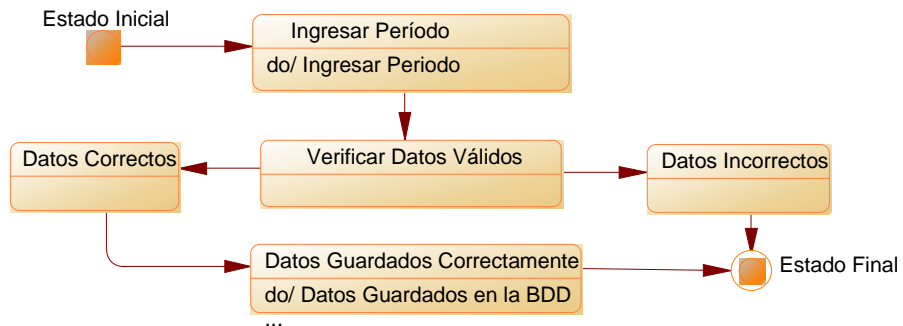 Estado Inicial
Ingresar Período
do/ Ingresar Periodo
Datos Correctos
Verificar Datos Válidos
Datos Incorrectos
Datos Guardados Correctamente
do/ Datos Guardados en la BDD
...
Estado Final